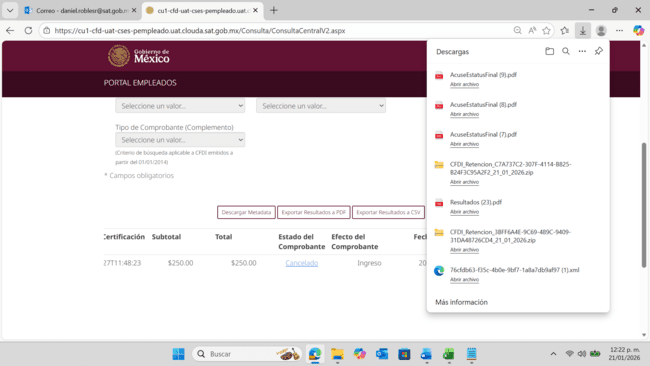 Correo - daniel.roblesr@sat.gob.m
cu1-cfd-uat-cses-pempleado.uat
https://cu1-cfd-uat-cses-pempleado.uat.clouda.sat.gob.mx/Consulta/ConsultaCentralV2.aspx
Gobierno de
México
PORTAL EMPLEADOS
Seleccione un valor...
Seleccione un valor...
Tipo de Comprobante (Complemento)
Seleccione un valor...
(Criterio de búsqueda aplicable a CFDI emitidos a
partir del 01/01/2014)
* Campos obligatorios
Descargar Metadata
Exportar Resultados a PDF
Exportar Resultados a CSV
Certificación
Subtotal
Total
Estado del
Comprobante
Efecto del
Comprobante
Fec
27T11:48:23
$250.00
$250.00
Cancelado
Ingreso
20
Descargas
AcuseEstatusFinal (9).pdf
Abrir archivo
AcuseEstatusFinal (8).pdf
Abrir archivo
AcuseEstatusFinal (7).pdf
Abrir archivo
CFDI_Retencion_C7A737C2-307F-4114-B825-
B24F3C95A2F2_21_01_2026.zip
Abrir archivo
Resultados (23).pdf
Abrir archivo
CFDI_Retencion_3BFF6A4E-9C69-4B9C-9409-
31DA48726CD4_21_01_2026.zip
Abrir archivo
76cfdb63-f35c-4b0e-9bf7-1a8a7db9af97 (1).xml
Abrir archivo
Más información
Buscar
12:22 p. m.
21/01/2026